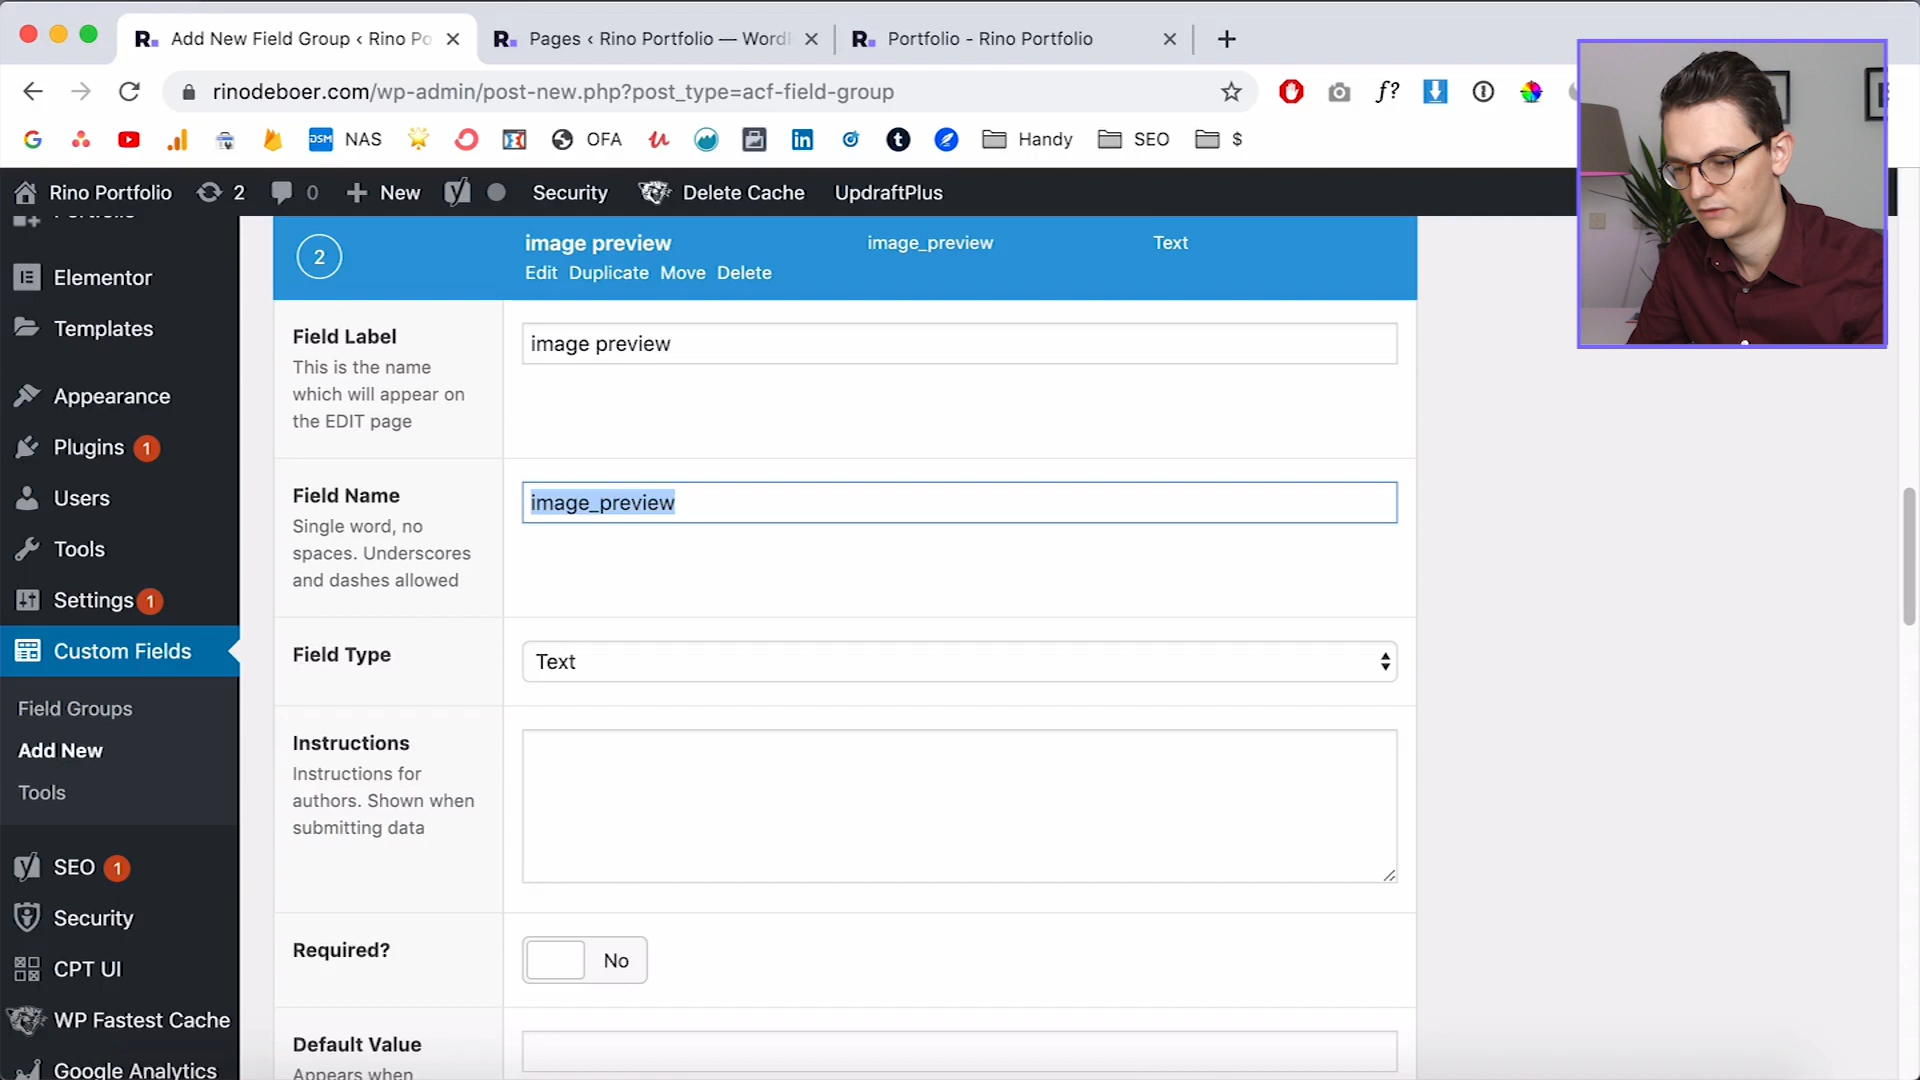 Add New Field Group ‹ Rino Po
Pages ‹ Rino Portfolio — Word
Portfolio - Rino Portfolio
rinodeboer.com/wp-admin/post-new.php?post_type=acf-field-group
f?
DSM NAS
OFA
Handy
SEO
$
Rino Portfolio
2
0
New
Security
Delete Cache
UpdraftPlus
Portfolio
Elementor
Templates
Appearance
Plugins 1
Users
Tools
Settings 1
Custom Fields
Field Groups
Add New
Tools
SEO 1
Security
CPT UI
WP Fastest Cache
Google Analytics
2
image preview
image_preview
Text
Edit Duplicate Move Delete
Field Label
This is the name
which will appear on
the EDIT page
image preview
Field Name
Single word, no
spaces. Underscores
and dashes allowed
image_preview
Field Type
Text
Instructions
Instructions for
authors. Shown when
submitting data
Required?
No
Default Value
Appears when